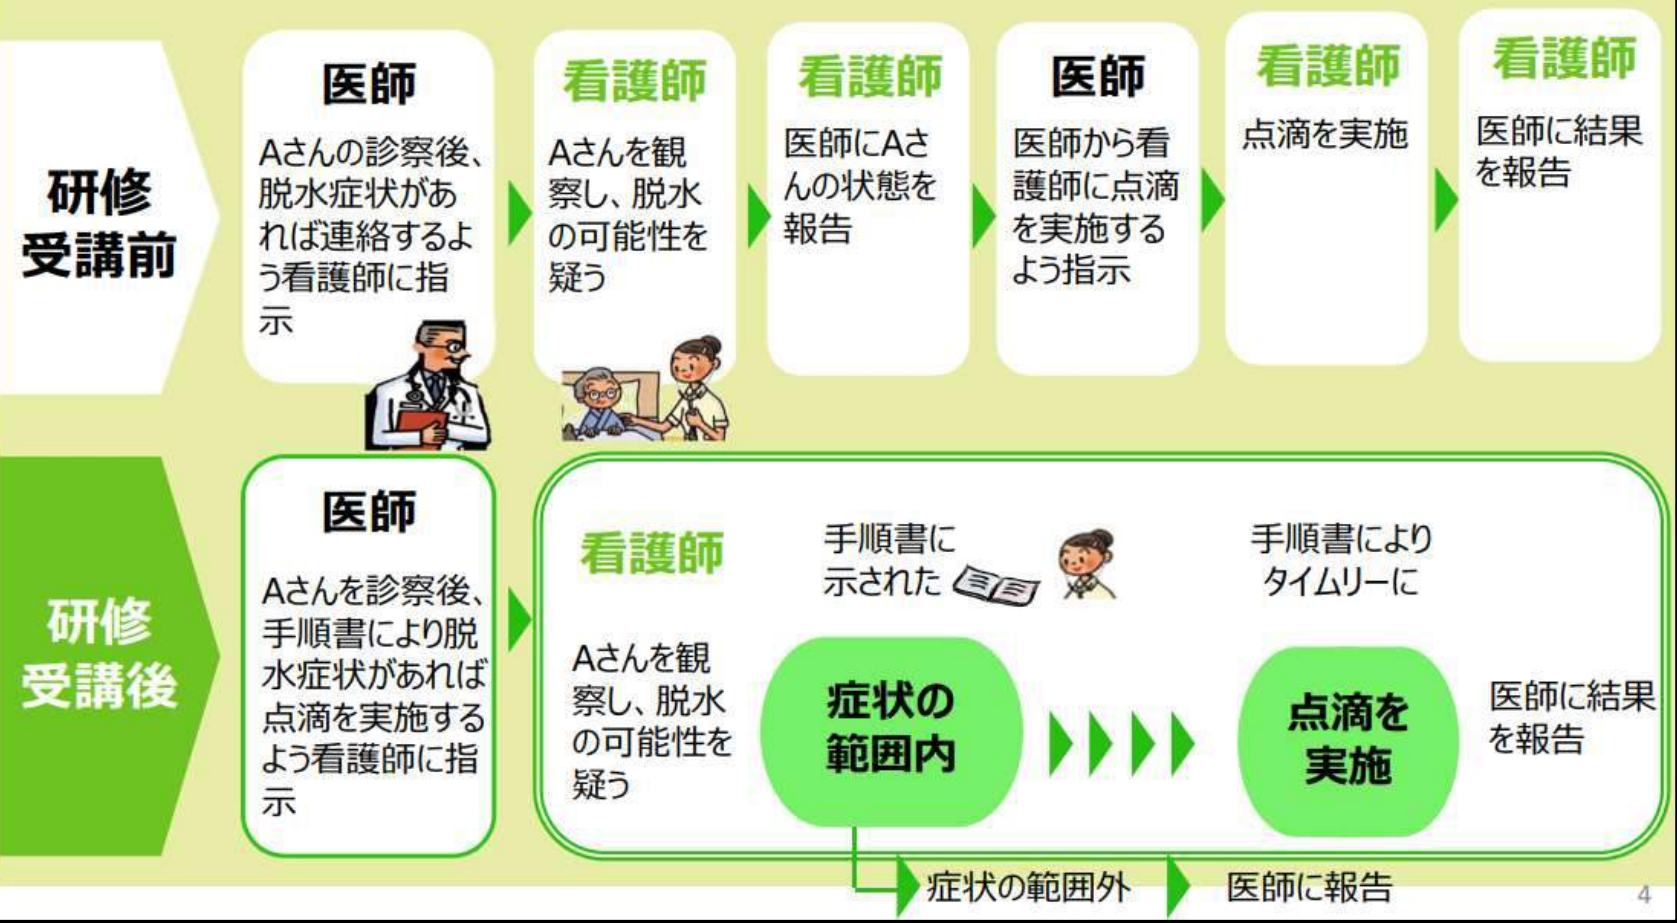 研修
受講前
医師
Aさんの診察後、
脱水症状があ
れば連絡するよ
う看護師に指
示
看護師
Aさんを観
察し、脱水
の可能性を
疑う
看護師
医師にAさ
んの状態を
報告
医師
医師から看
護師に点滴
を実施する
よう指示
看護師
点滴を実施
看護師
医師に結果
を報告
研修
受講後
医師
Aさんを診察後、
手順書により脱
水症状があれば
点滴を実施する
よう看護師に指
示
看護師
Aさんを観
察し、脱水
の可能性を
疑う
手順書に
示された
症状の
範囲内
手順書により
タイムリーに
点滴を
実施
医師に結果
を報告
症状の範囲外
医師に報告
4